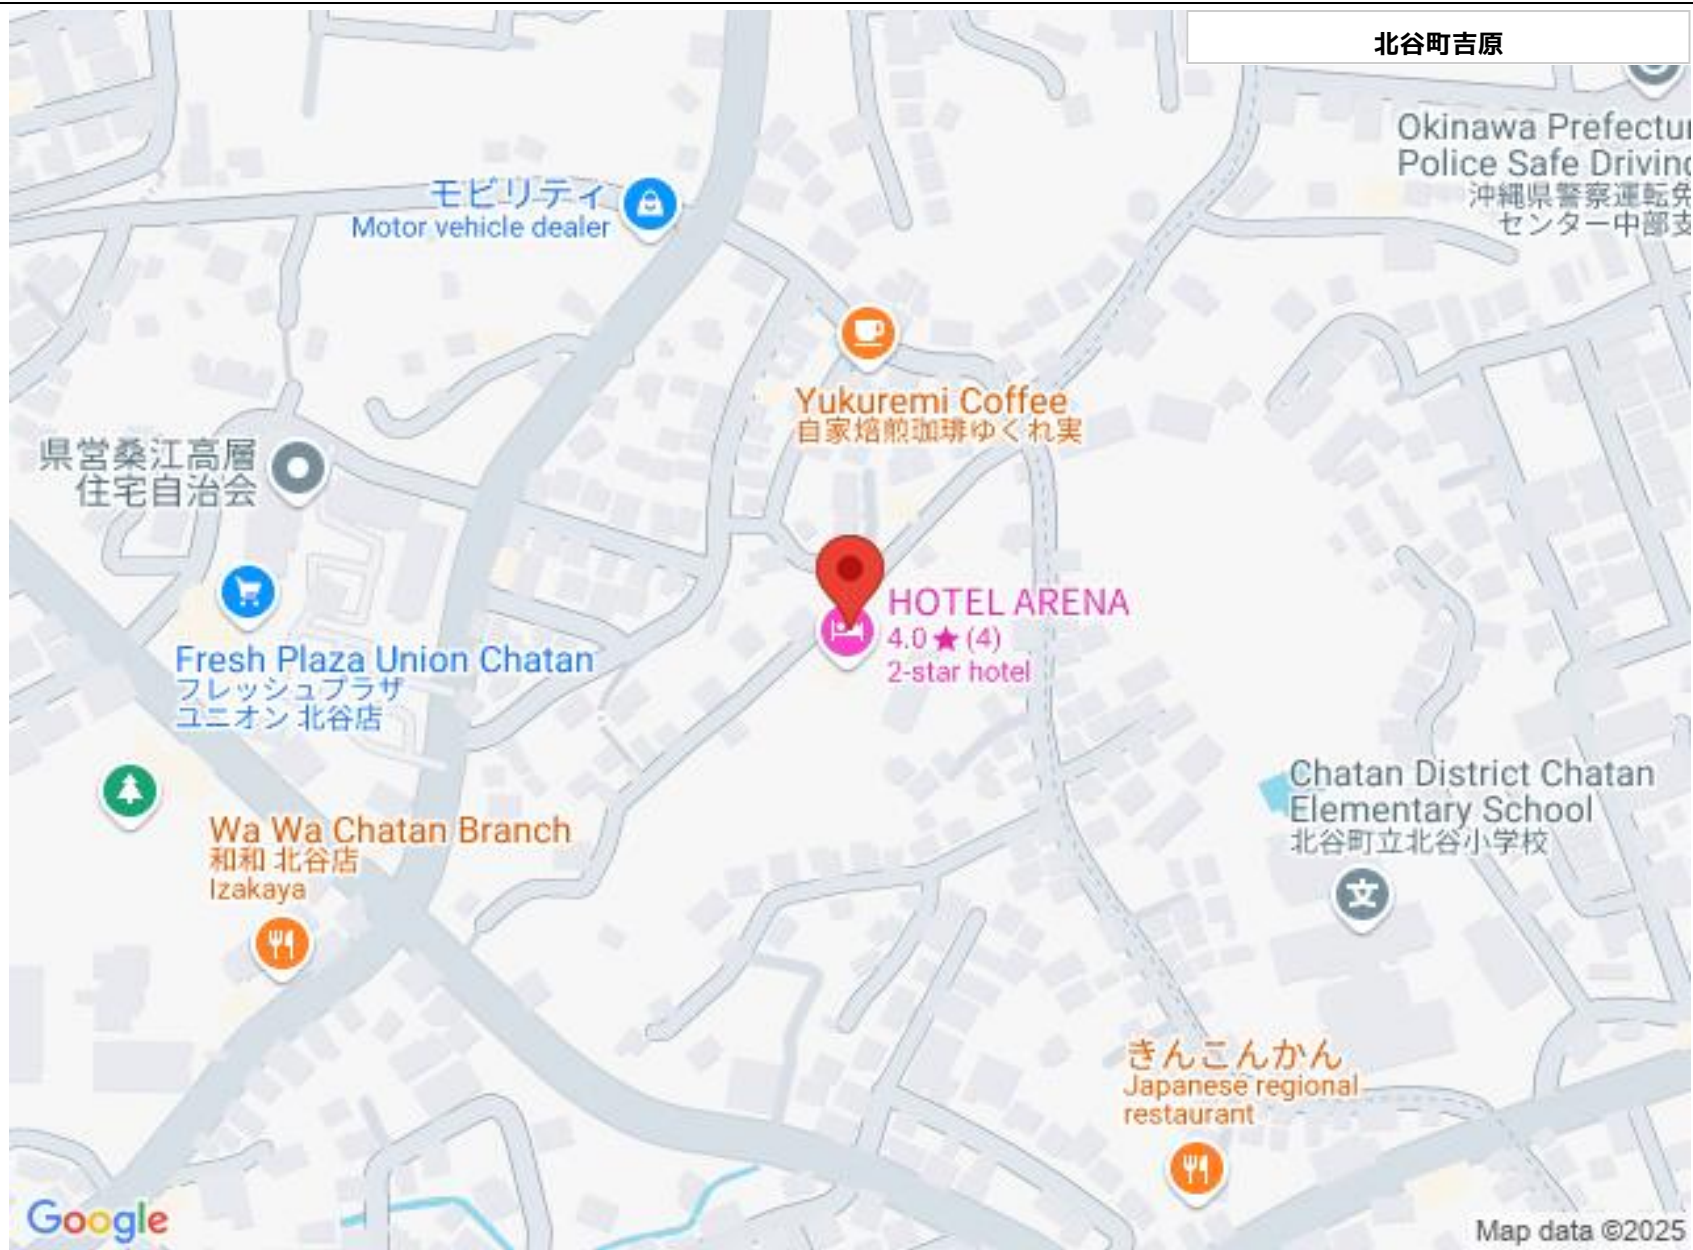 北谷町吉原
Okinawa Prefectur
Police Safe Driving
沖縄県警察運転免
センター中部支
モビリティ
Motor vehicle dealer
Yukuremi Coffee
自家焙煎珈琲ゆくれ実
県営桑江高層
住宅自治会
HOTEL ARENA
4.0★(4)
2-star hotel
Fresh Plaza Union Chatan
フレッシュプラザ
ユニオン 北谷店
Chatan District Chatan
Elementary School
北谷町立北谷小学校
文
Wa Wa Chatan Branch
和和 北谷店
Izakaya
きんこんかん
Japanese regional
restaurant
Google
Map data ©2025